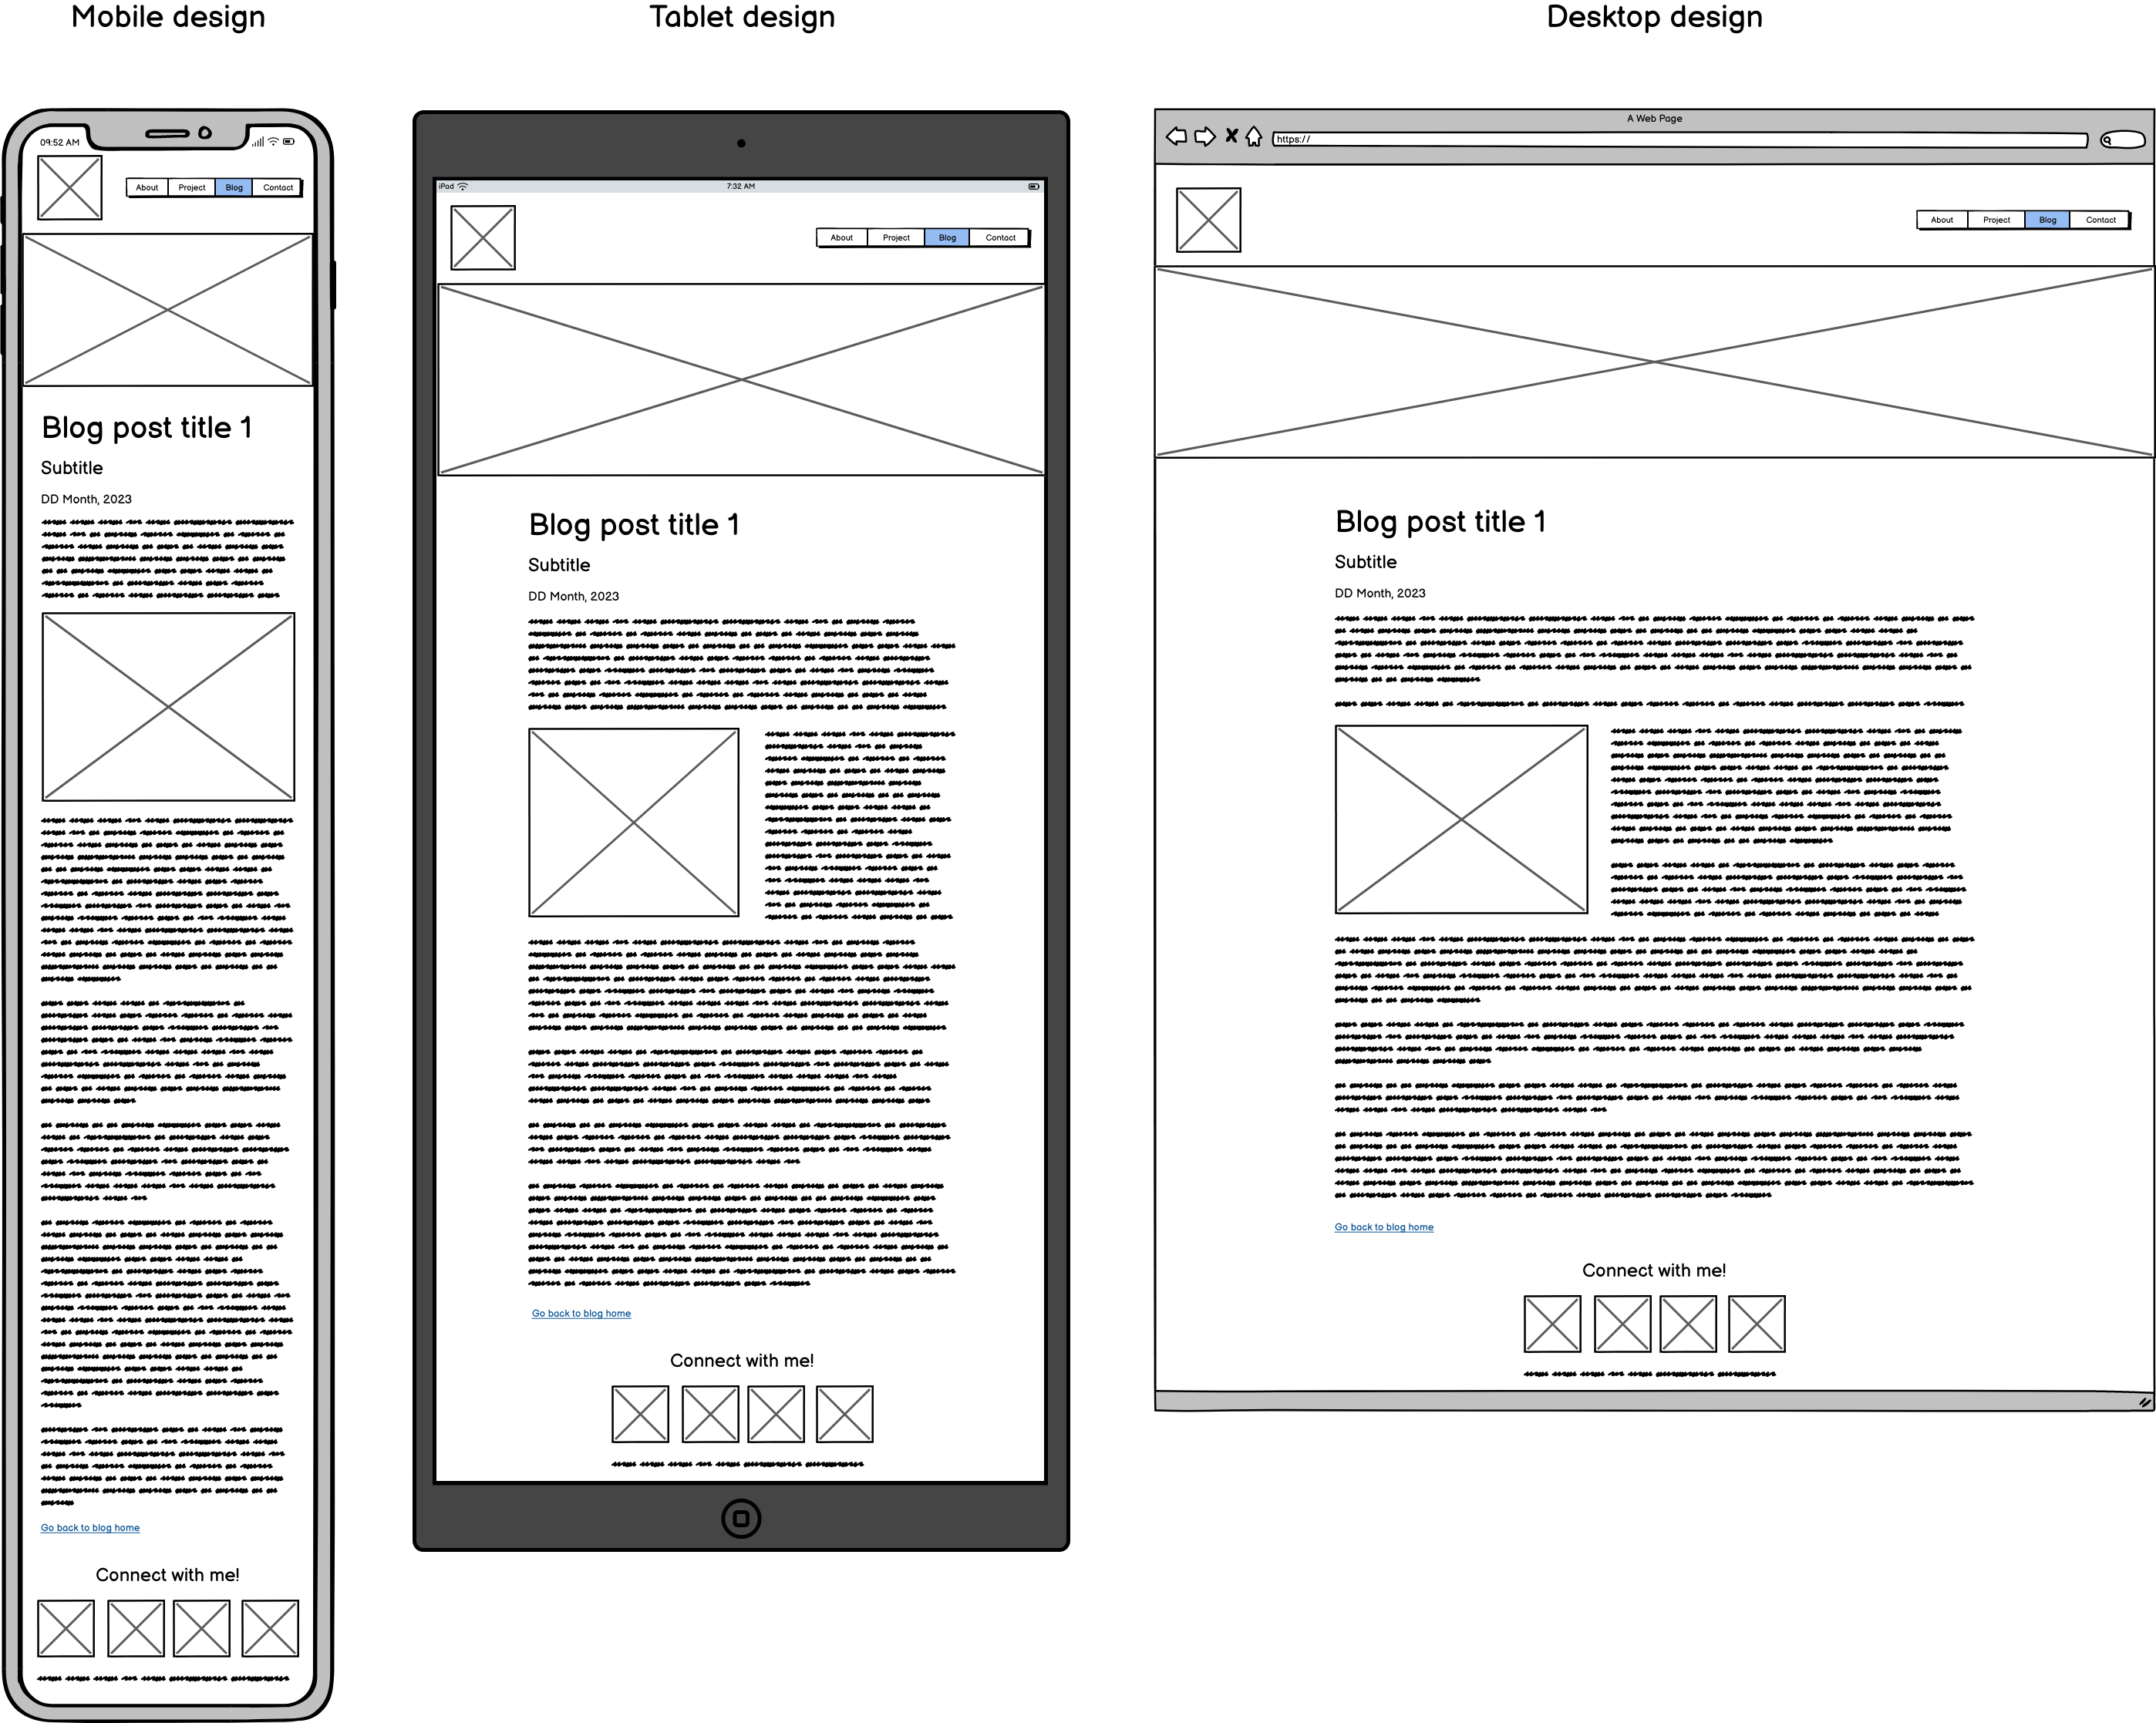 Mobile design
09:52 AM
About Project Blog Contact
Blog post title 1
Subtitle
DD Month, 2023
Go back to blog home
Connect with me!
Tablet design
iPad
7:32 AM
About Project Blog Contact
Blog post title 1
Subtitle
DD Month, 2023
Go back to blog home
Connect with me!
Desktop design
A Web Page
https://
About Project Blog Contact
Blog post title 1
Subtitle
DD Month, 2023
Go back to blog home
Connect with me!